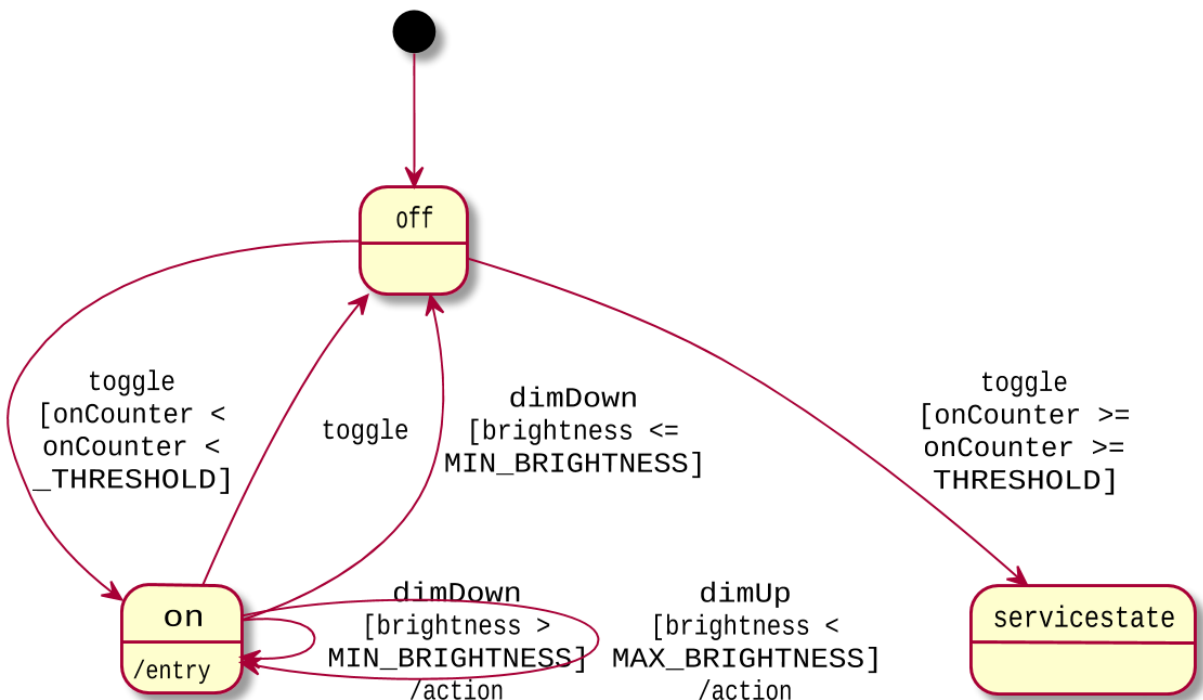 off
toggle
[onCounter <
onCounter <
_THRESHOLD]
toggle
dimDown
[brightness <=
MIN_BRIGHTNESS]
toggle
[onCounter >=
onCounter >=
THRESHOLD]
on
/entry
dimDown
[brightness >
MIN_BRIGHTNESS]
/action
dimUp
[brightness <
MAX_BRIGHTNESS]
/action
servicestate